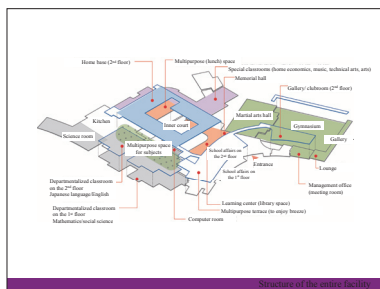 Home base (2nd floor)
Multipurpose (lunch) space
Special classrooms (home economics, music, technical arts, arts)
Memorial hall
Gallery/ clubroom (2nd floor)
Kitchen
Inner court
Martial arts hall
Gymnasium
Science room
Gallery
Multipurpose space
for subjects
School affairs
on the 2nd floor
Entrance
School affairs
on the 1st floor
Lounge
Departmentalized classroom
on the 2nd floor
Japanese language/English
Management office
(meeting room)
Learning center (library space)
Departmentalized classroom
on the 1st floor
Mathematics/social science
Multipurpose terrace (to enjoy breeze)
Computer room
Structure of the entire facility